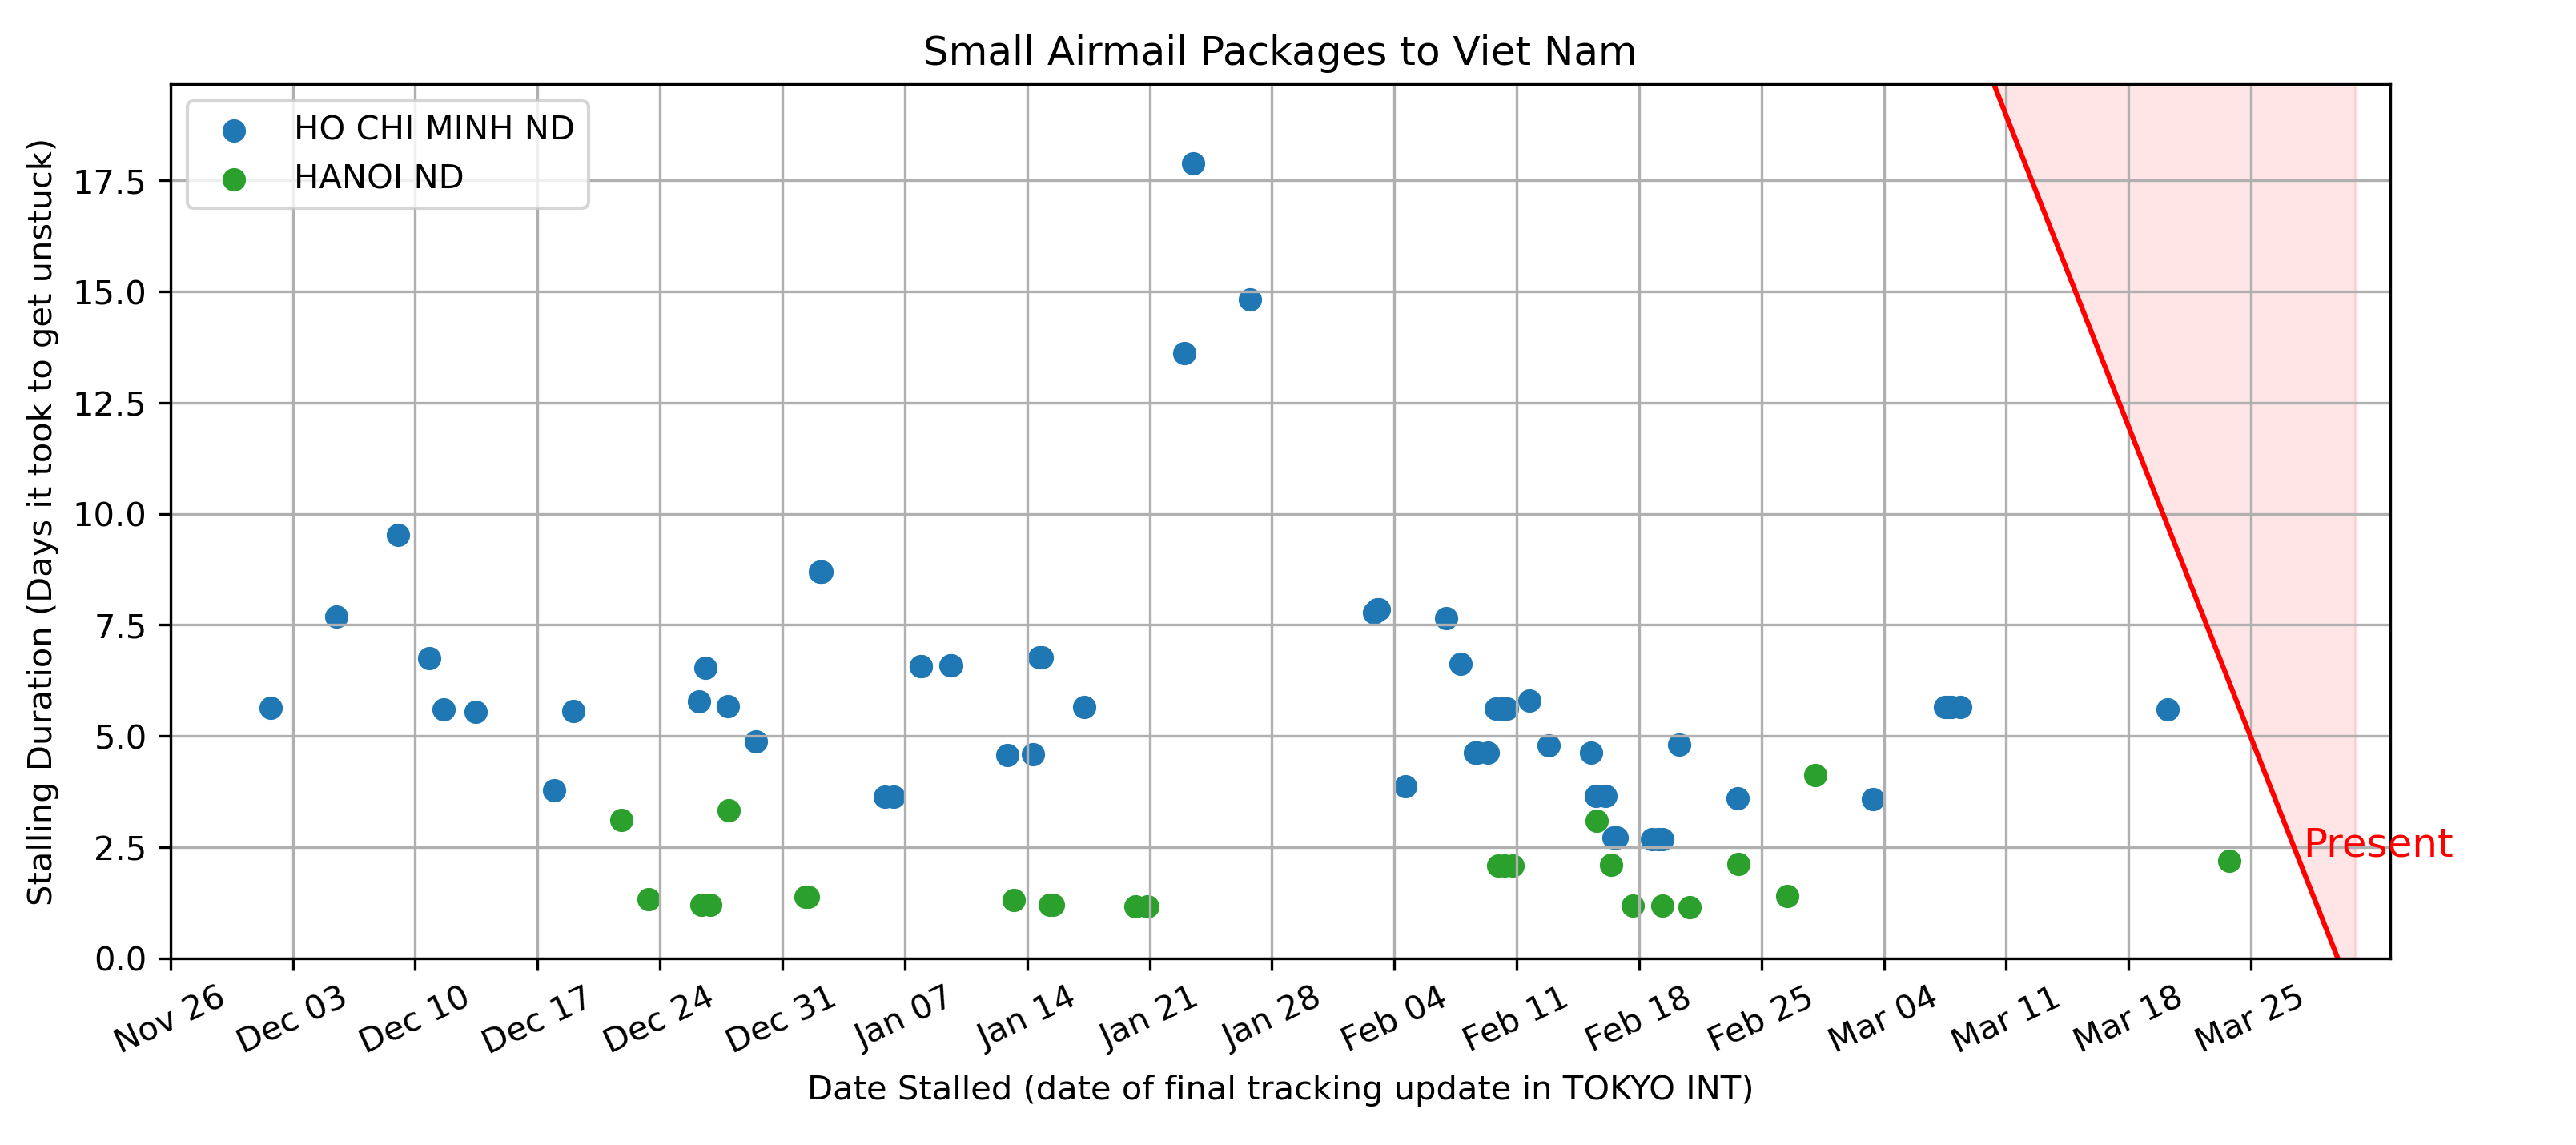 Small Airmail Packages to Viet Nam
HO CHI MINH ND
HANOI ND
Stalling Duration (Days it took to get unstuck)
17.5
15.0
12.5
10.0
7.5
5.0
2.5
0.0
Present
Nov 26
Dec 03
Dec 10
Dec 17
Dec 24
Dec 31
Jan 07
Jan 14
Jan 21
Jan 28
Feb 04
Feb 11
Feb 18
Feb 25
Mar 04
Mar 11
Mar 18
Mar 25
Date Stalled (date of final tracking update in TOKYO INT)